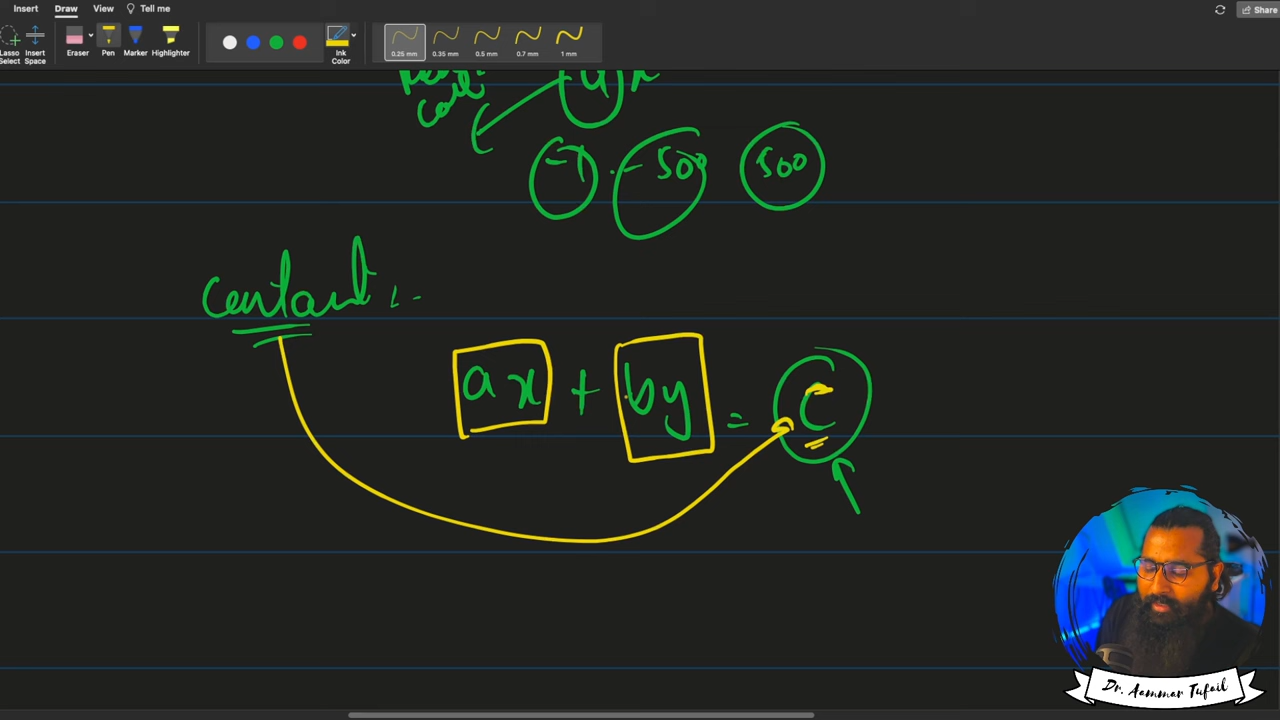 Insert Draw View Tell me
Share
Lasso Select
Insert Space
Eraser
Pen
Marker
Highlighter
Ink Color
0.25 mm
0.35 mm
0.5 mm
0.7 mm
1 mm
-7 - 500 500
Contant :-
ax + by = c
Dr. Aammar Tufail